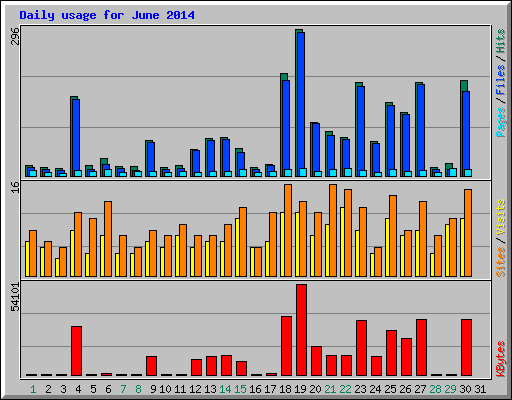 Daily usage for June 2014
296
Pages / Files / Hits
16
Sites / Visits
54101
KBytes
1 2 3 4 5 6 7 8 9 10 11 12 13 14 15 16 17 18 19 20 21 22 23 24 25 26 27 28 29 30 31